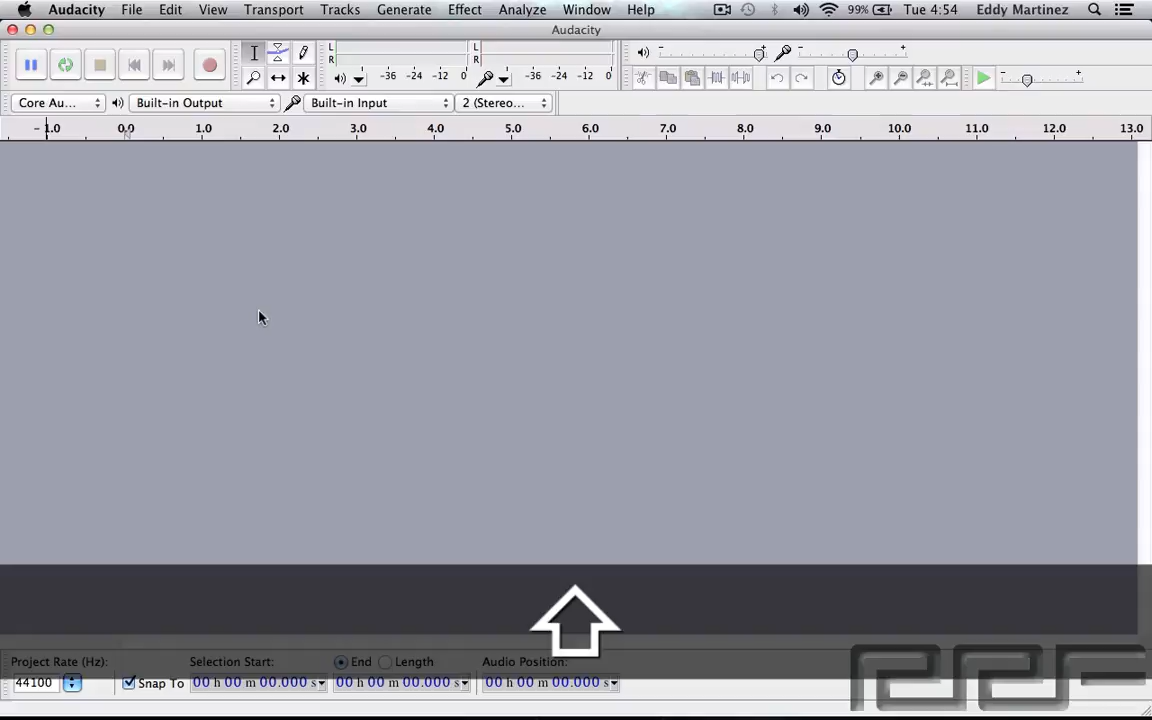 Audacity File Edit View Transport Tracks Generate Effect Analyze Window Help 99% Tue 4:54 Eddy Martinez
Audacity
L R -36 -24 -12 0 L R -36 -24 -12 0
Core Au... Built-in Output Built-in Input 2 (Stereo...
- 1.0 0.0 1.0 2.0 3.0 4.0 5.0 6.0 7.0 8.0 9.0 10.0 11.0 12.0 13.0
Project Rate (Hz): Selection Start: End Length Audio Position:
44100 Snap To 00 h 00 m 00.000 s 00 h 00 m 00.000 s 00 h 00 m 00.000 s